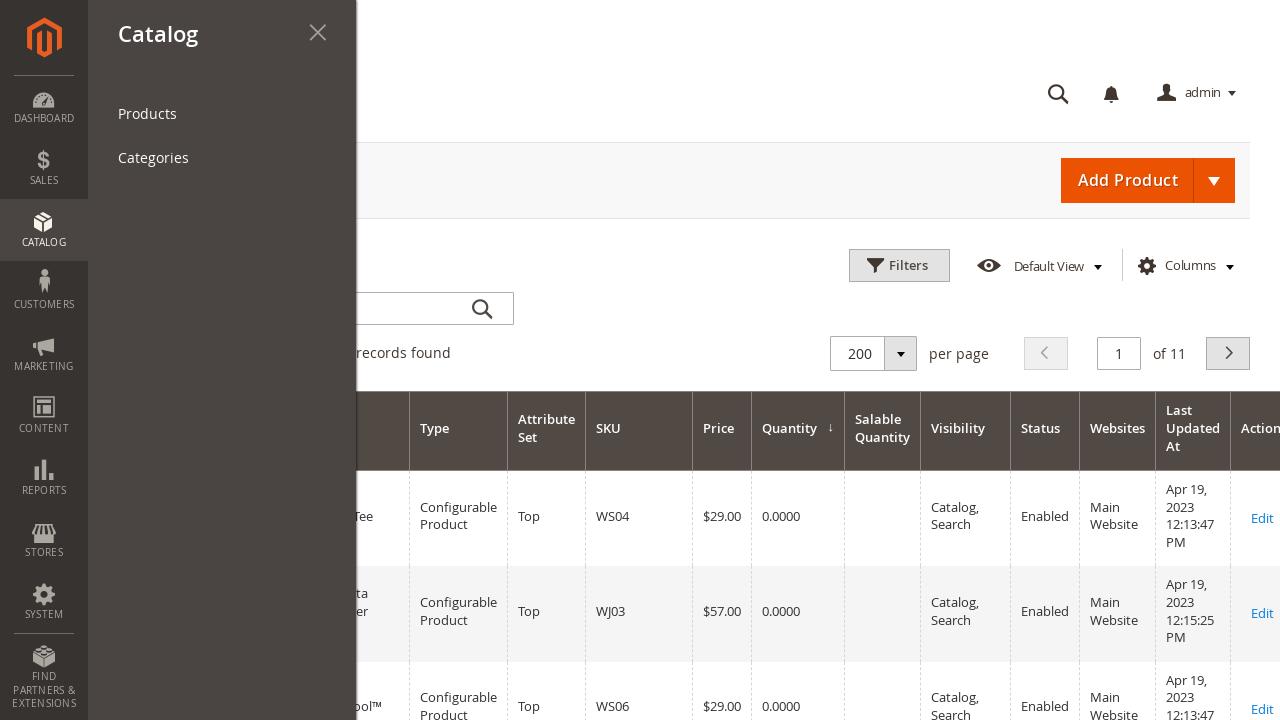 Catalog
Products
Categories
DASHBOARD
SALES
CATALOG
CUSTOMERS
MARKETING
CONTENT
REPORTS
STORES
SYSTEM
FIND
PARTNERS &
EXTENSIONS
admin
Add Product
Filters
Default View
Columns
records found
200
per page
1
of 11
Type
Attribute
Set
SKU
Price
Quantity ↓
Salable
Quantity
Visibility
Status
Websites
Last
Updated
At
Action
Tee
Configurable
Product
Top
WS04
$29.00
0.0000
Catalog,
Search
Enabled
Main
Website
Apr 19,
2023
12:13:47
PM
Edit
ta
er
Configurable
Product
Top
WJ03
$57.00
0.0000
Catalog,
Search
Enabled
Main
Website
Apr 19,
2023
12:15:25
PM
Edit
ool™
Configurable
Product
Top
WS06
$29.00
0.0000
Catalog,
Search
Enabled
Main
Website
Apr 19,
2023
12:13:47
Edit